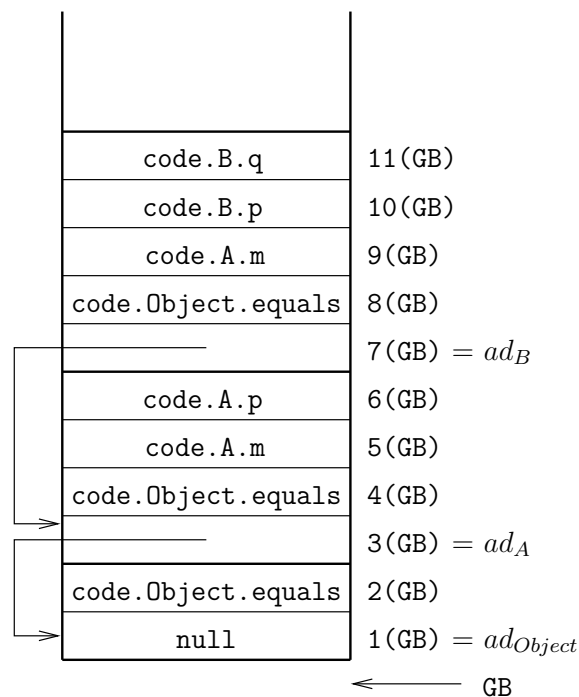 code.B.q 11(GB)
code.B.p 10(GB)
code.A.m 9(GB)
code.Object.equals 8(GB)
7(GB) = ad_B
code.A.p 6(GB)
code.A.m 5(GB)
code.Object.equals 4(GB)
3(GB) = ad_A
code.Object.equals 2(GB)
null 1(GB) = ad_Object
GB